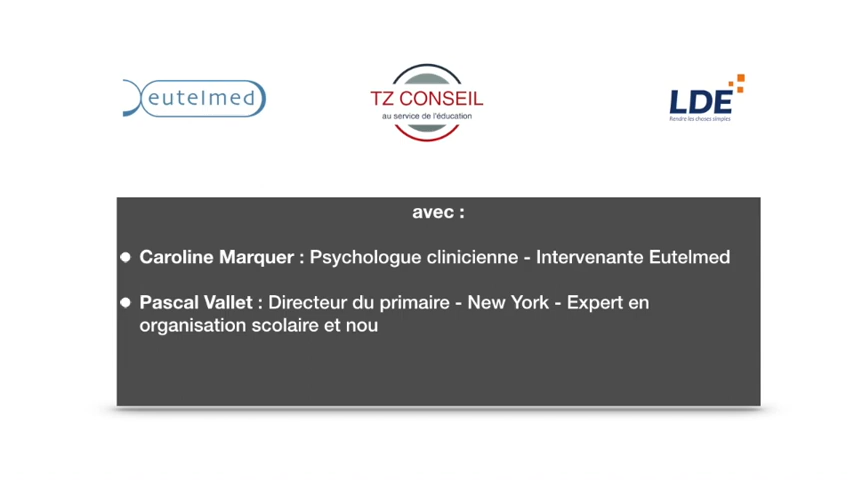 eutelmed
TZ CONSEIL
au service de l'éducation
LDE
Rendre les choses simples
avec :
Caroline Marquer : Psychologue clinicienne - Intervenante Eutelmed
Pascal Vallet : Directeur du primaire - New York - Expert en
organisation scolaire et nou